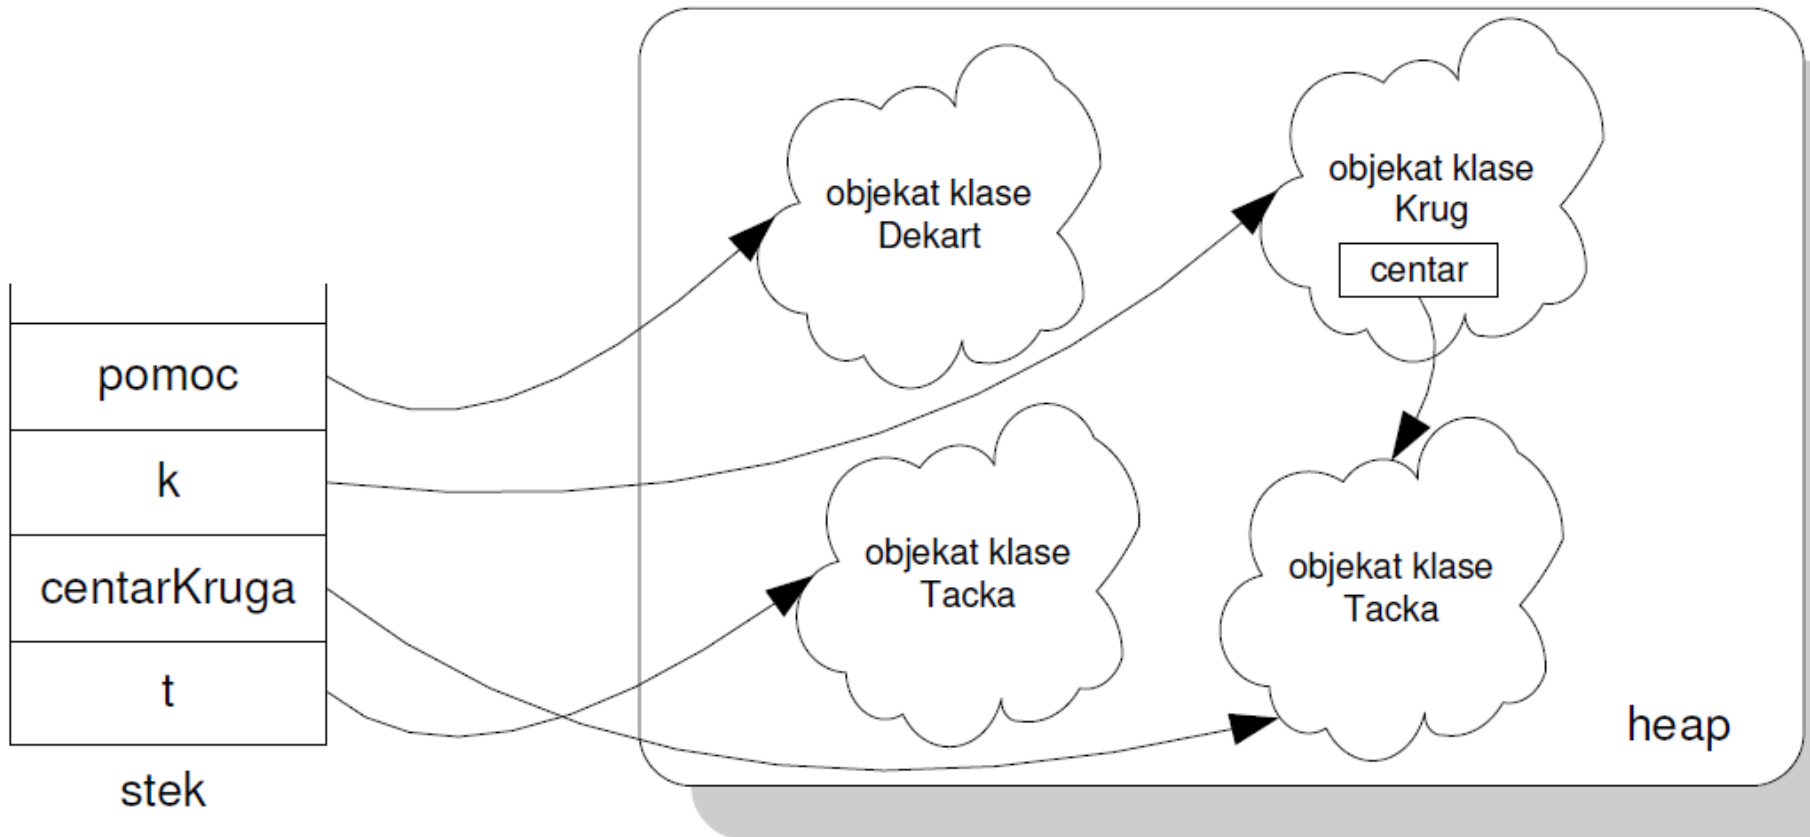 pomoc
k
centarKruga
t
stek
objekat klase
Dekart
objekat klase
Krug
centar
objekat klase
Tacka
objekat klase
Tacka
heap